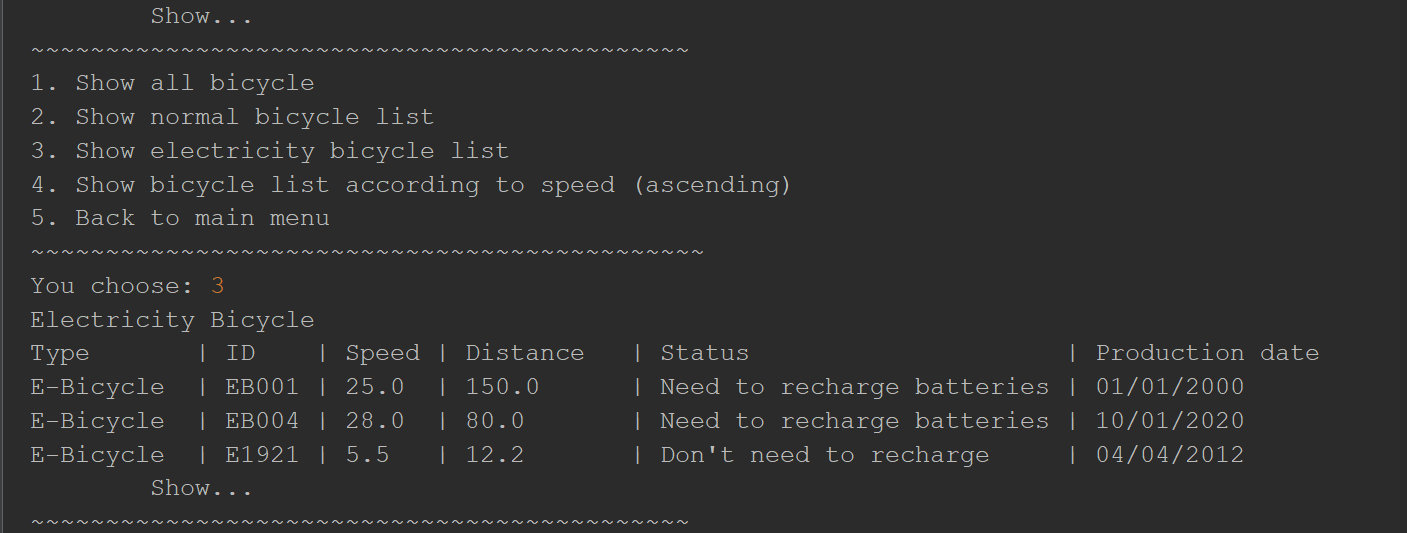 Show...
~~~~~~~~~~~~~~~~~~~~~~~~~~~~~~~~~~~~~~~~~~~~
1. Show all bicycle
2. Show normal bicycle list
3. Show electricity bicycle list
4. Show bicycle list according to speed (ascending)
5. Back to main menu
~~~~~~~~~~~~~~~~~~~~~~~~~~~~~~~~~~~~~~~~~~~~~
You choose: 3
Electricity Bicycle
Type       | ID    | Speed | Distance   | Status                     | Production date
E-Bicycle  | EB001 | 25.0  | 150.0      | Need to recharge batteries | 01/01/2000
E-Bicycle  | EB004 | 28.0  | 80.0       | Need to recharge batteries | 10/01/2020
E-Bicycle  | E1921 | 5.5   | 12.2       | Don't need to recharge     | 04/04/2012
Show...
~~~~~~~~~~~~~~~~~~~~~~~~~~~~~~~~~~~~~~~~~~~~